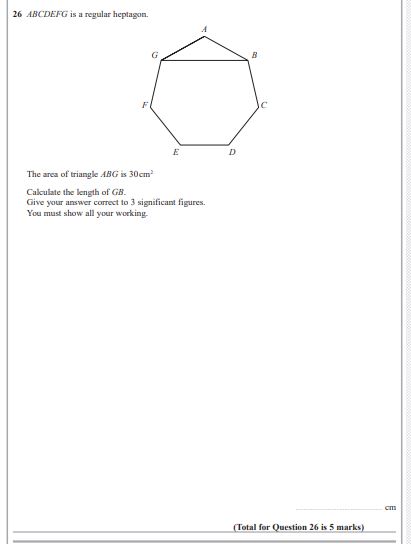 26 ABCDEFG is a regular heptagon.
A
G
B
F
C
E
D
The area of triangle ABG is 30 cm²
Calculate the length of GB.
Give your answer correct to 3 significant figures.
You must show all your working.
.............................. cm
(Total for Question 26 is 5 marks)